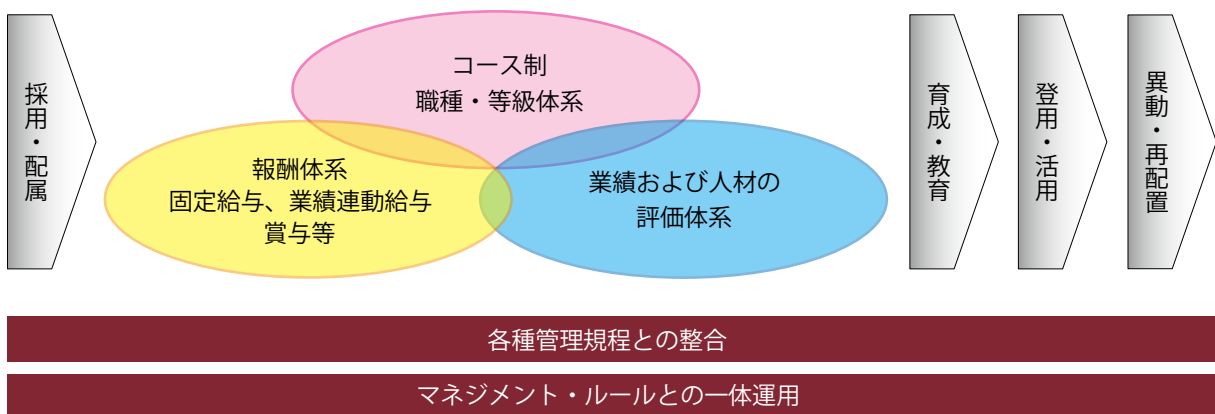 採用・配属
コース制
職種・等級体系
報酬体系
固定給与、業績連動給与
賞与等
業績および人材の
評価体系
育成・教育
登用・活用
異動・再配置
各種管理規程との整合
マネジメント・ルールとの一体運用